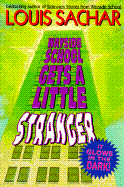 Bestselling author of Sideways Stories from Wayside School
LOUIS SACHAR
WAYSIDE
SCHOOL
GETS A
LITTLE
STRANGER
IT
GLOWS
IN THE
DARK!